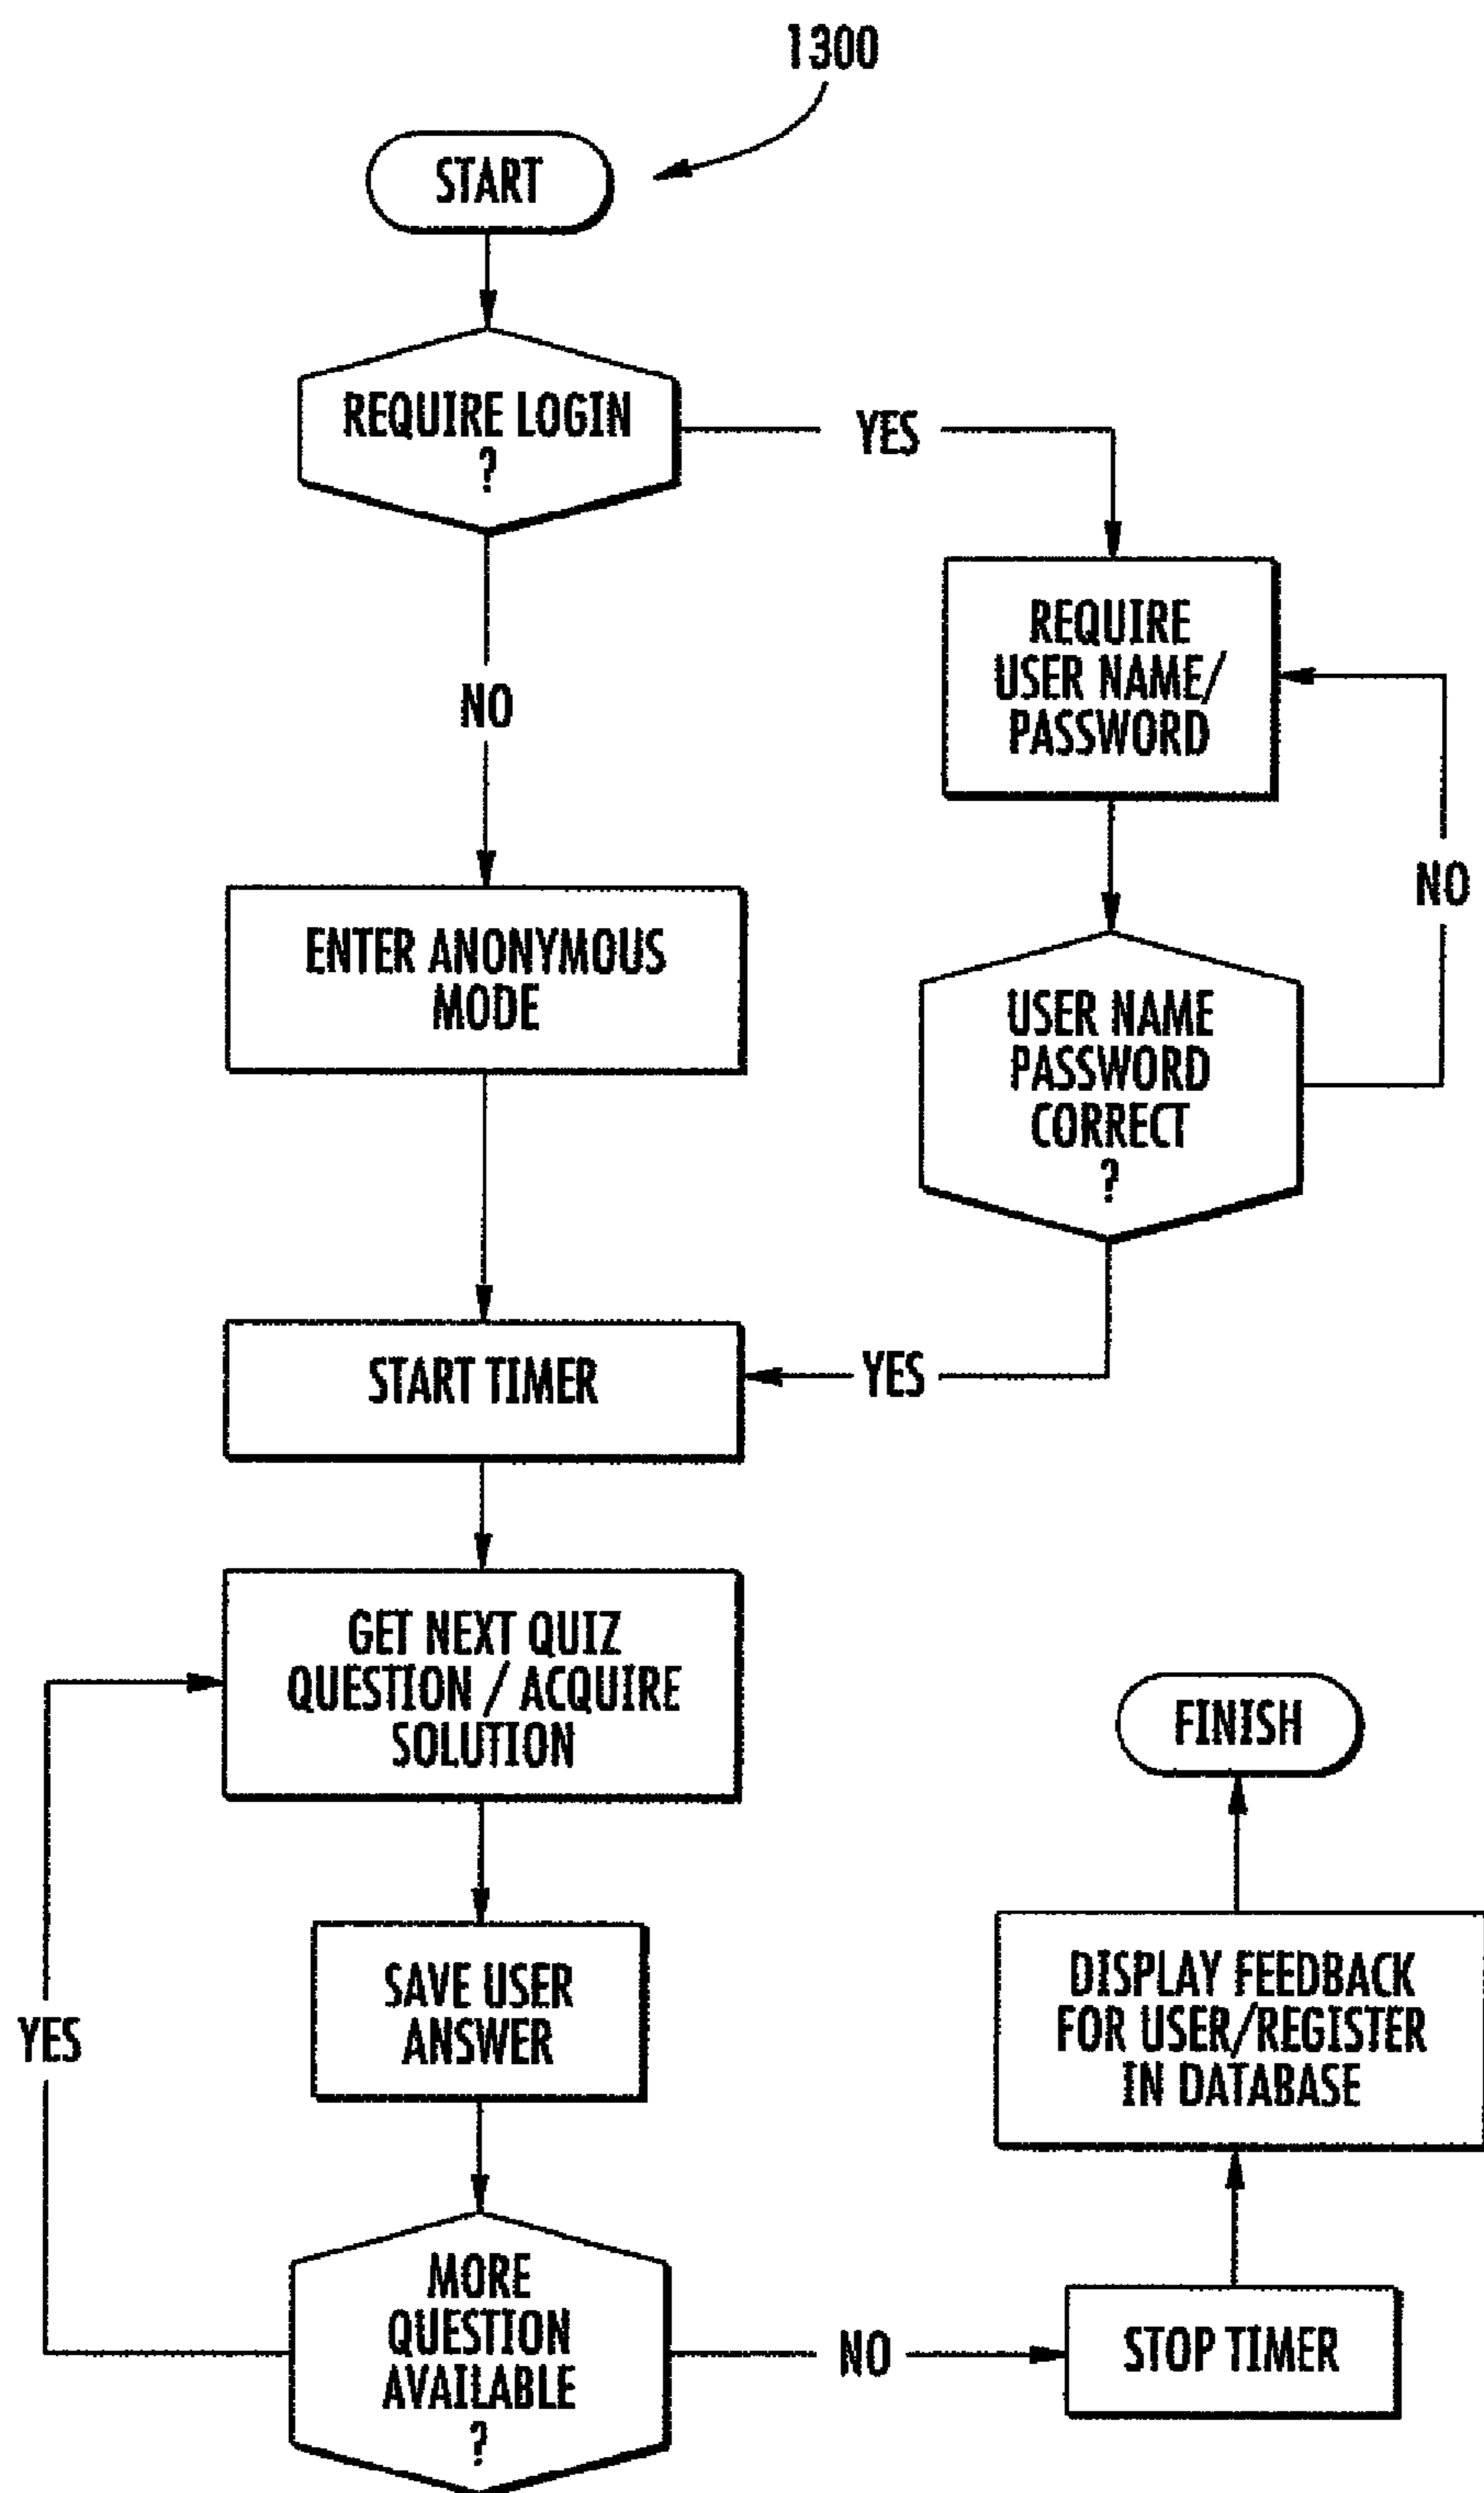 1300
START
REQUIRE LOGIN
?
YES
REQUIRE
USER NAME/
PASSWORD
NO
NO
ENTER ANONYMOUS
MODE
USER NAME
PASSWORD
CORRECT
?
START TIMER
YES
GET NEXT QUIZ
QUESTION / ACQUIRE
SOLUTION
FINISH
SAVE USER
ANSWER
DISPLAY FEEDBACK
FOR USER/REGISTER
IN DATABASE
YES
MORE
QUESTION
AVAILABLE
?
NO
STOP TIMER